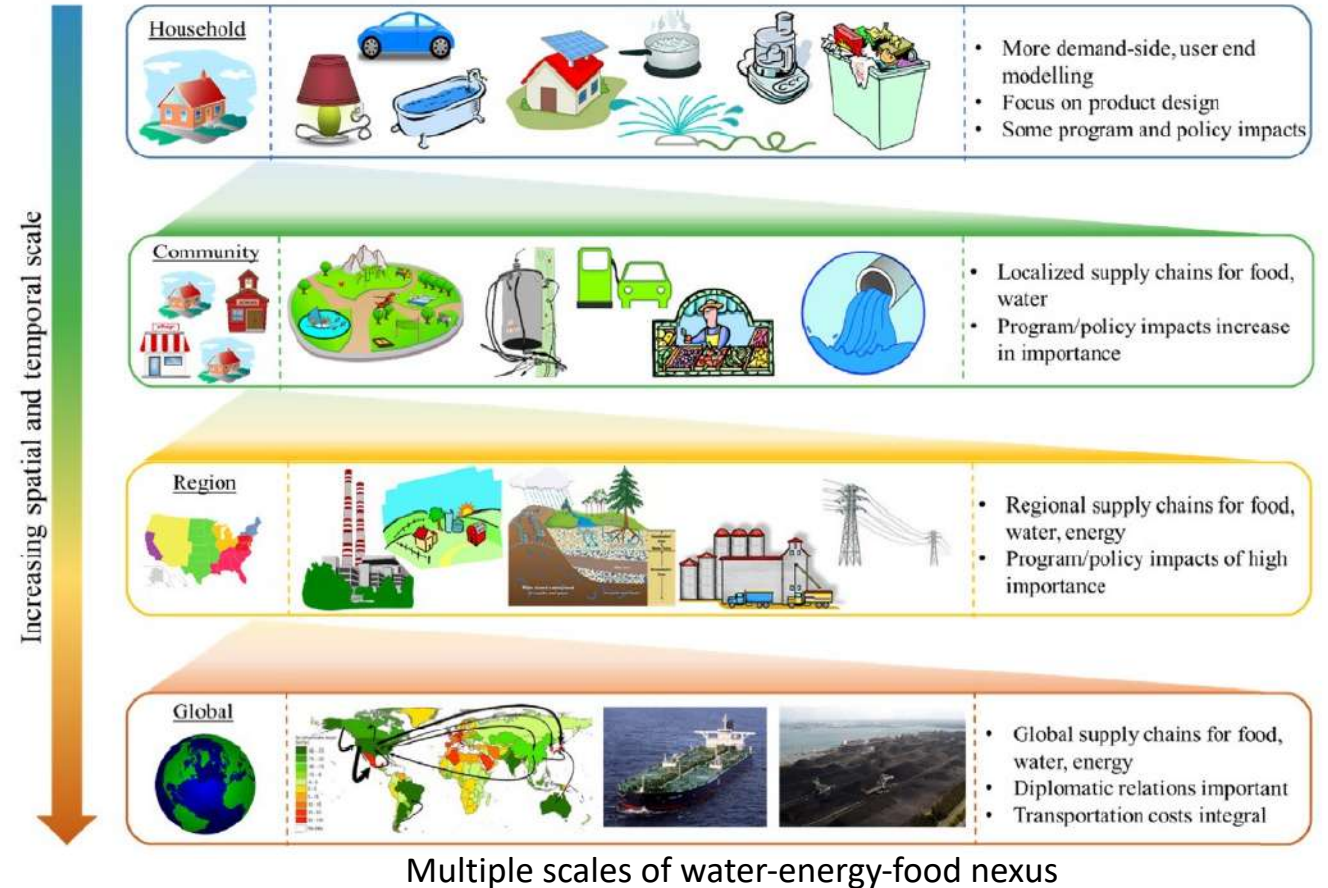 Increasing spatial and temporal scale
Household
• More demand-side, user end
modelling
• Focus on product design
• Some program and policy impacts
Community
• Localized supply chains for food,
water
• Program/policy impacts increase
in importance
Region
• Regional supply chains for food,
water, energy
• Program/policy impacts of high
importance
Global
• Global supply chains for food,
water, energy
• Diplomatic relations important
• Transportation costs integral
Multiple scales of water-energy-food nexus